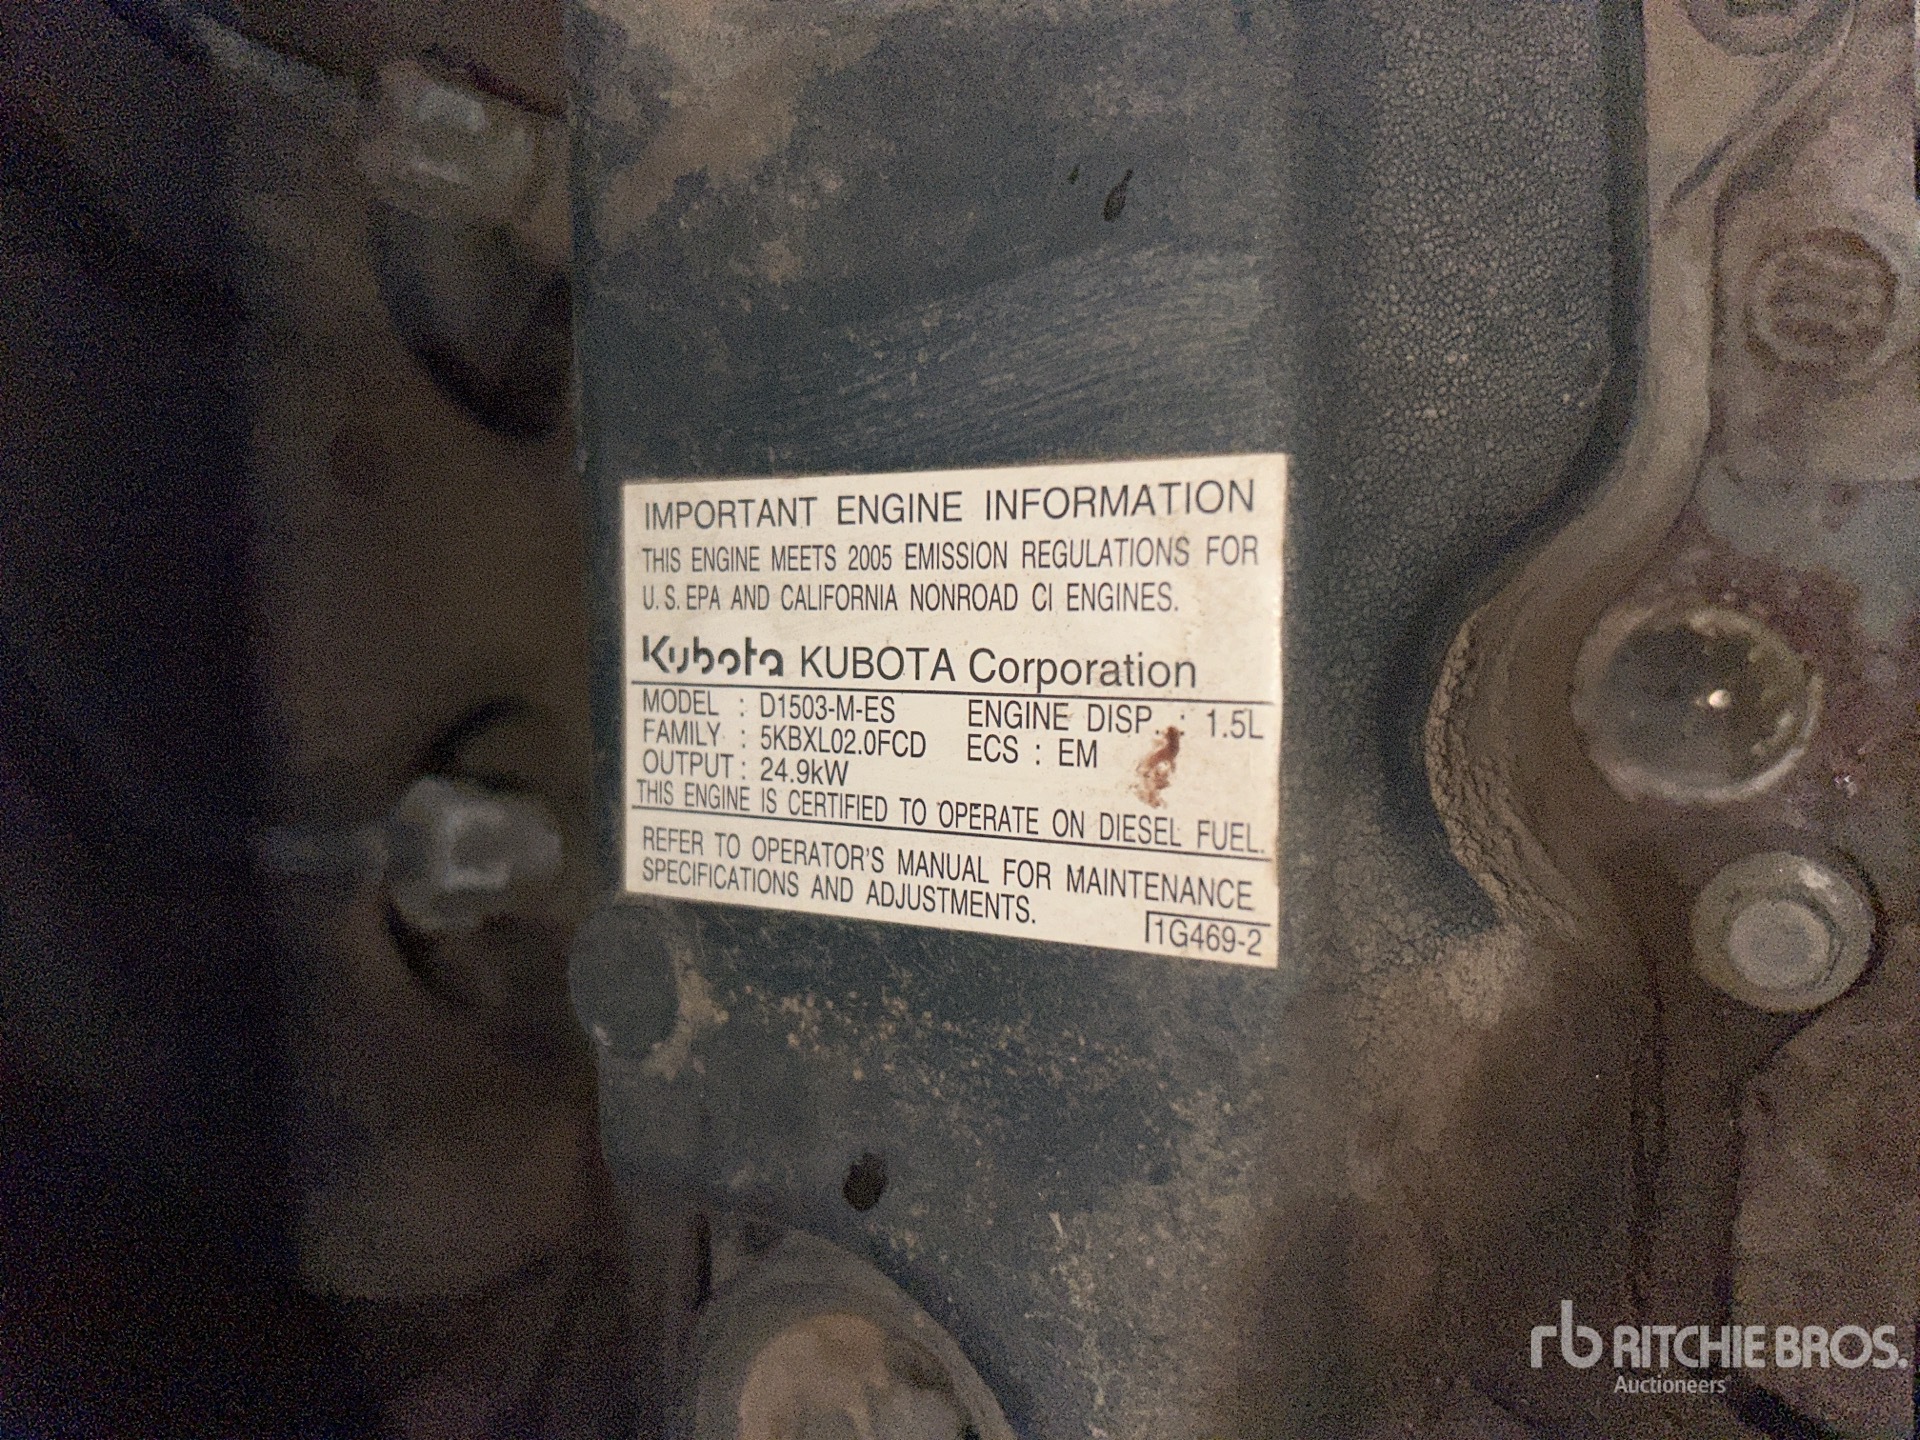 IMPORTANT ENGINE INFORMATION
THIS ENGINE MEETS 2005 EMISSION REGULATIONS FOR
U.S.EPA AND CALIFORNIA NONROAD CI ENGINES.
Kubota KUBOTA Corporation
MODEL : D1503-M-ES ENGINE DISP. : 1.5L
FAMILY : 5KBXL02.0FCD ECS : EM
OUTPUT : 24.9kW
THIS ENGINE IS CERTIFIED TO OPERATE ON DIESEL FUEL.
REFER TO OPERATOR'S MANUAL FOR MAINTENANCE
SPECIFICATIONS AND ADJUSTMENTS.
1G469-2
rb RITCHIE BROS.
Auctioneers